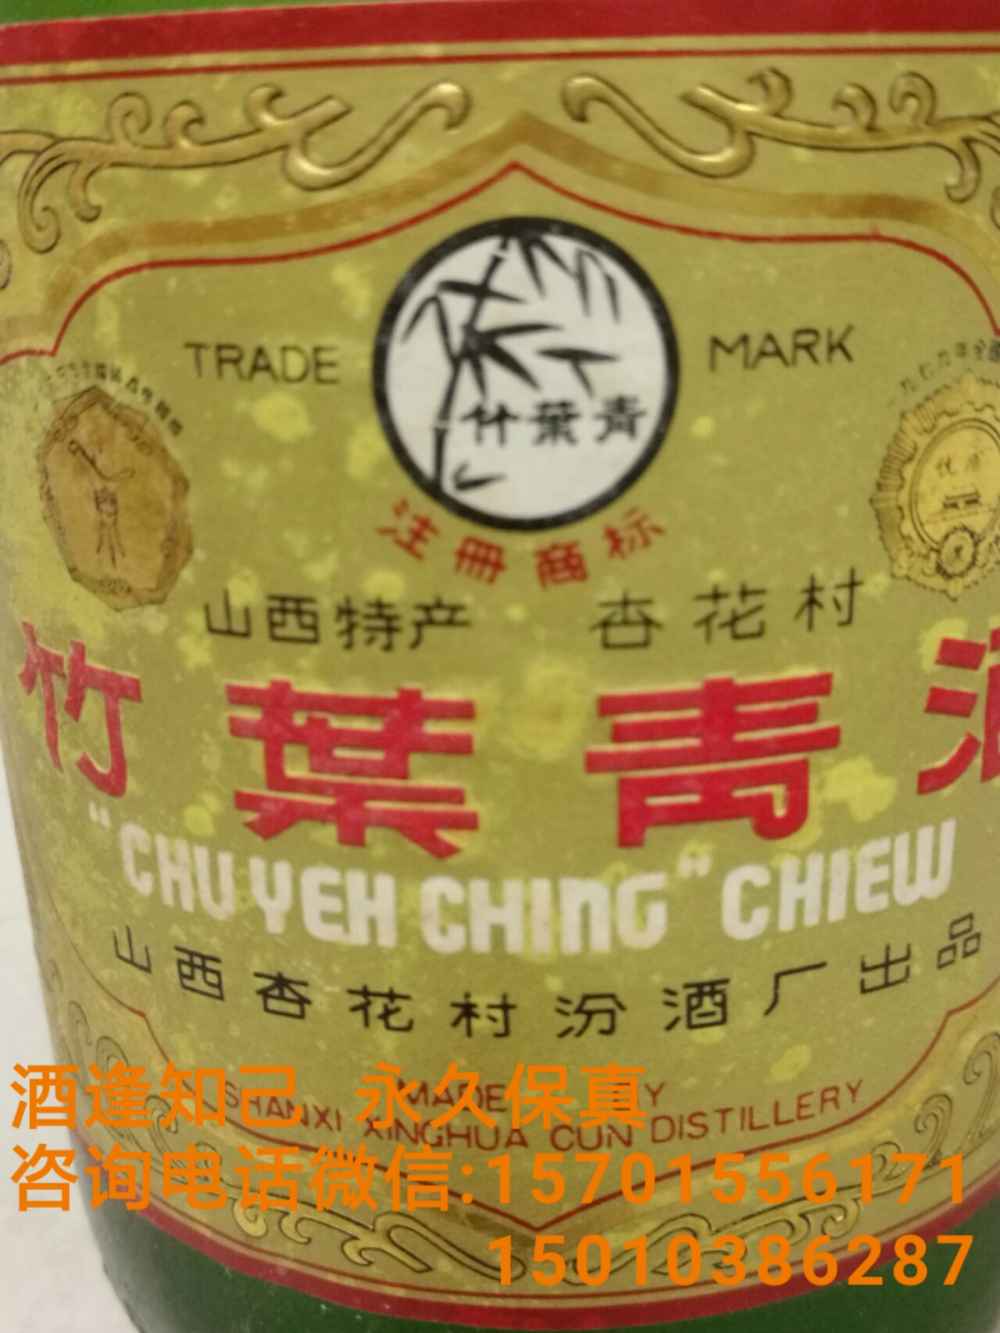 TRADE MARK
竹葉青
注冊商标
山西特产 杏花村
竹葉青酒
"CHU YEH CHING" CHIEW
山西杏花村汾酒厂出品
酒逢知己 永久保真
MADE Y
SHANXI XINGHUA CUN DISTILLERY
咨询电话微信:15701556171
15010386287